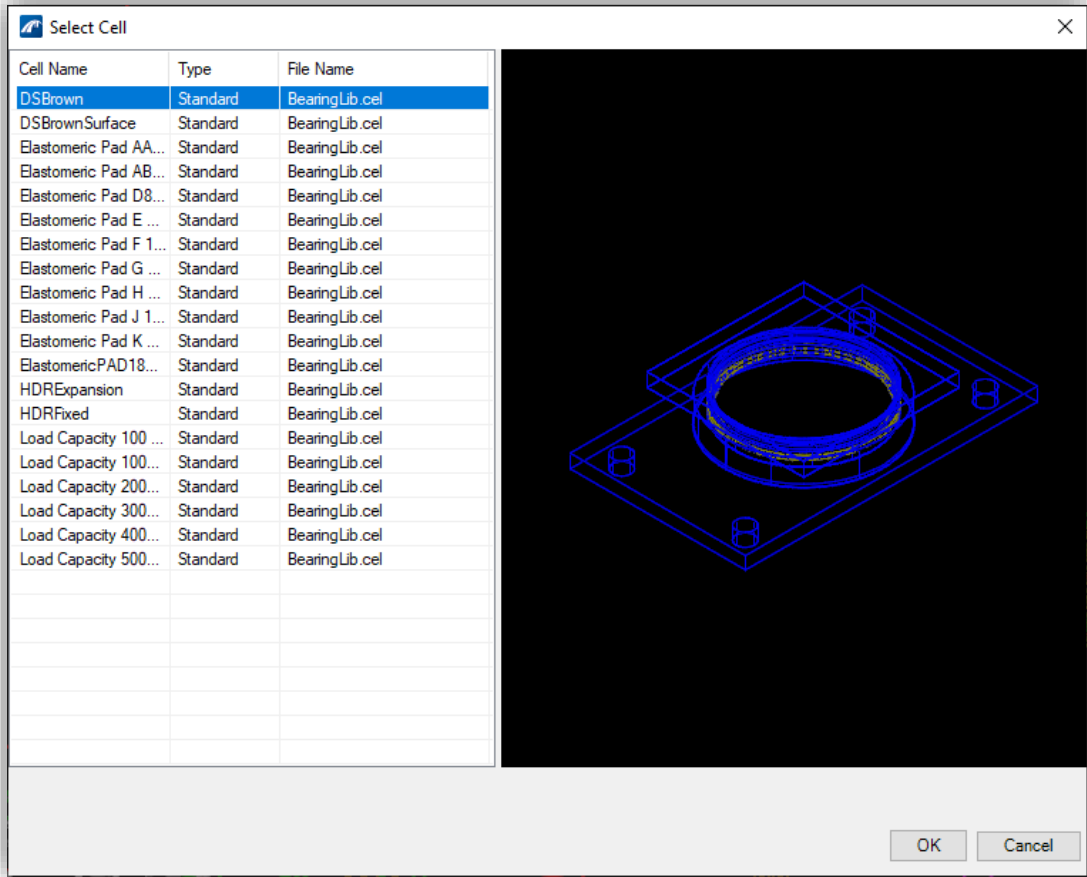 Select Cell
Cell Name Type File Name
DSBrown Standard BearingLib.cel
DSBrownSurface Standard BearingLib.cel
Elastomeric Pad AA... Standard BearingLib.cel
Elastomeric Pad AB... Standard BearingLib.cel
Elastomeric Pad D8... Standard BearingLib.cel
Elastomeric Pad E ... Standard BearingLib.cel
Elastomeric Pad F 1... Standard BearingLib.cel
Elastomeric Pad G ... Standard BearingLib.cel
Elastomeric Pad H ... Standard BearingLib.cel
Elastomeric Pad J 1... Standard BearingLib.cel
Elastomeric Pad K ... Standard BearingLib.cel
ElastomericPAD18... Standard BearingLib.cel
HDRExpansion Standard BearingLib.cel
HDRFixed Standard BearingLib.cel
Load Capacity 100 ... Standard BearingLib.cel
Load Capacity 100... Standard BearingLib.cel
Load Capacity 200... Standard BearingLib.cel
Load Capacity 300... Standard BearingLib.cel
Load Capacity 400... Standard BearingLib.cel
Load Capacity 500... Standard BearingLib.cel
OK Cancel